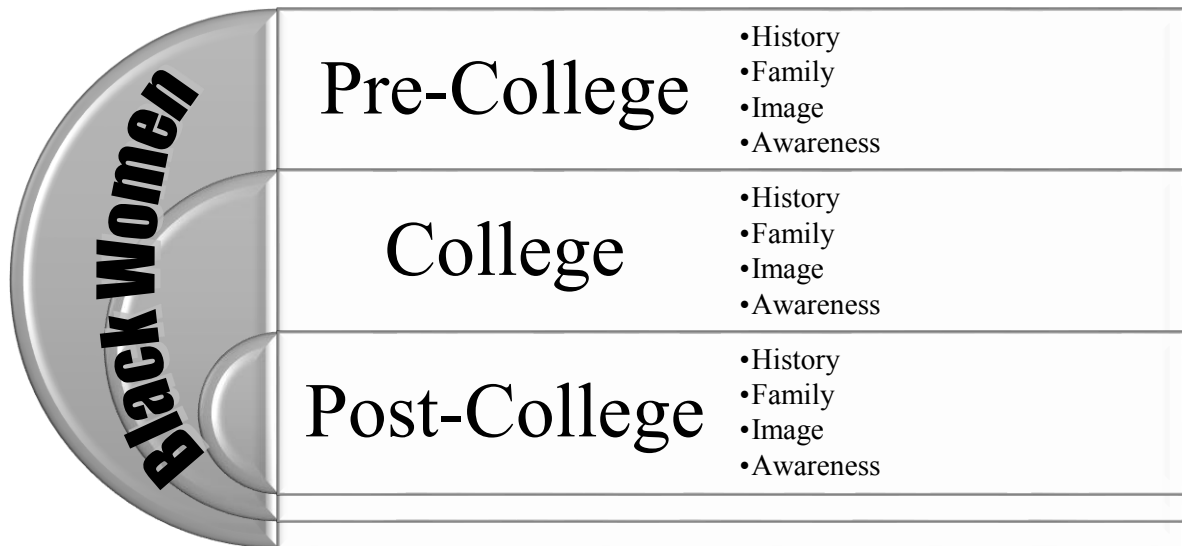 Black Women
Pre-College
•History
•Family
•Image
•Awareness
College
•History
•Family
•Image
•Awareness
Post-College
•History
•Family
•Image
•Awareness